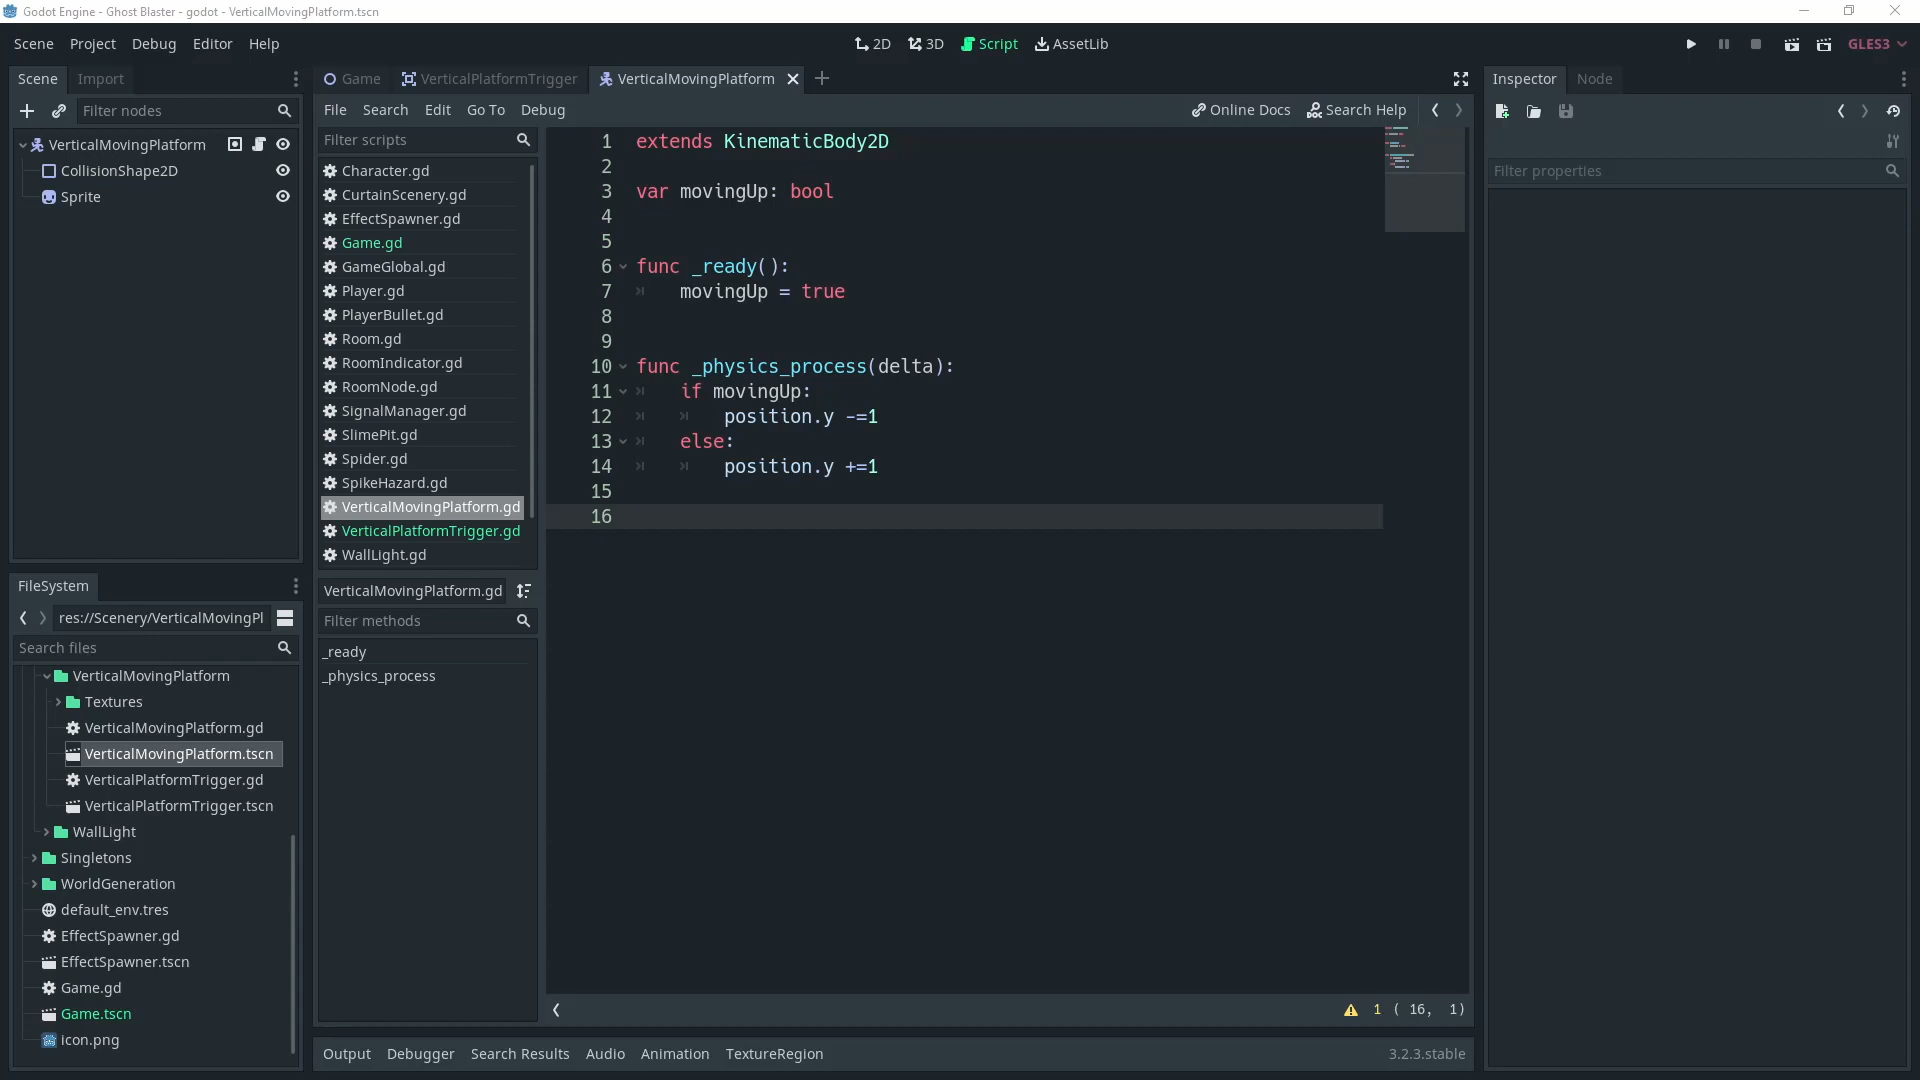 Godot Engine - Ghost Blaster - godot - VerticalMovingPlatform.tscn
Scene Project Debug Editor Help
2D 3D Script AssetLib
GLES3
Scene Import
Filter nodes
VerticalMovingPlatform
CollisionShape2D
Sprite
FileSystem
res://Scenery/VerticalMovingPl
Search files
VerticalMovingPlatform
Textures
VerticalMovingPlatform.gd
VerticalMovingPlatform.tscn
VerticalPlatformTrigger.gd
VerticalPlatformTrigger.tscn
WallLight
Singletons
WorldGeneration
default_env.tres
EffectSpawner.gd
EffectSpawner.tscn
Game.gd
Game.tscn
icon.png
Game VerticalPlatformTrigger VerticalMovingPlatform
File Search Edit Go To Debug
Online Docs Search Help
Filter scripts
Character.gd
CurtainScenery.gd
EffectSpawner.gd
Game.gd
GameGlobal.gd
Player.gd
PlayerBullet.gd
Room.gd
RoomIndicator.gd
RoomNode.gd
SignalManager.gd
SlimePit.gd
Spider.gd
SpikeHazard.gd
VerticalMovingPlatform.gd
VerticalPlatformTrigger.gd
WallLight.gd
VerticalMovingPlatform.gd
Filter methods
_ready
_physics_process
1 extends KinematicBody2D
2
3 var movingUp: bool
4
5
6 func _ready():
7 movingUp = true
8
9
10 func _physics_process(delta):
11 if movingUp:
12 position.y -=1
13 else:
14 position.y +=1
15
16
1 ( 16, 1)
Output Debugger Search Results Audio Animation TextureRegion
3.2.3.stable
Inspector Node
Filter properties